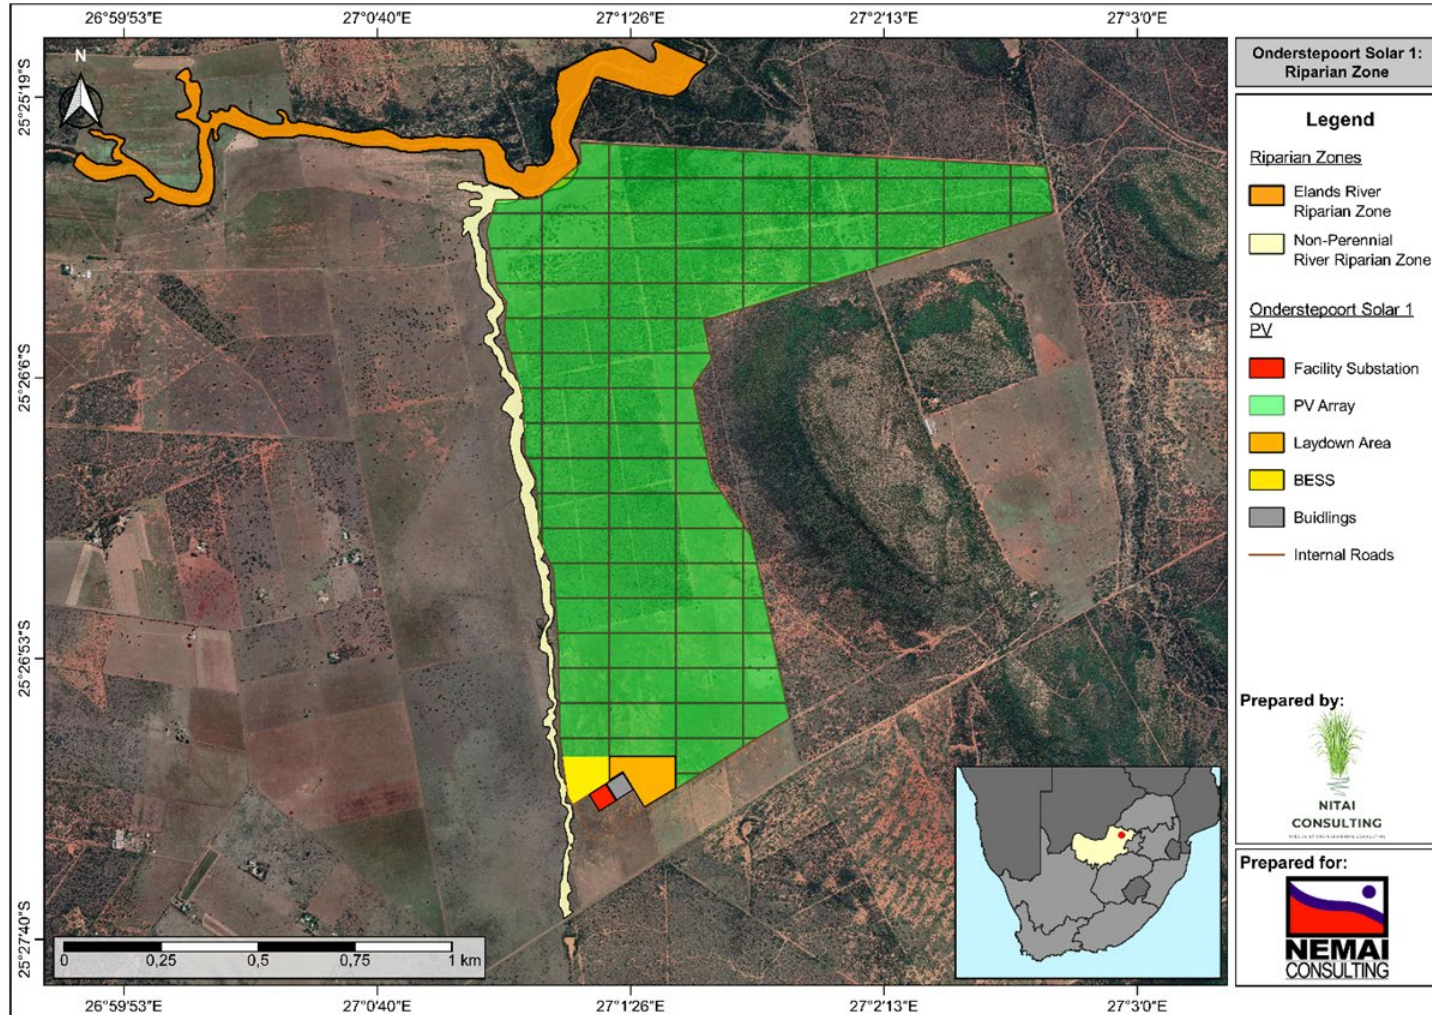 26°59'53"E 27°0'40"E 27°1'26"E 27°2'13"E 27°3'0"E
N
25°25'19"S
25°26'6"S
25°26'53"S
25°27'40"S
0 0,25 0,5 0,75 1 km
26°59'53"E 27°0'40"E 27°1'26"E 27°2'13"E 27°3'0"E
Onderstepoort Solar 1:
Riparian Zone
Legend
Riparian Zones
Elands River
Riparian Zone
Non-Perennial
River Riparian Zone
Onderstepoort Solar 1
PV
Facility Substation
PV Array
Laydown Area
BESS
Buidlings
Internal Roads
Prepared by:
NITAI
CONSULTING
Prepared for:
NEMAI
CONSULTING